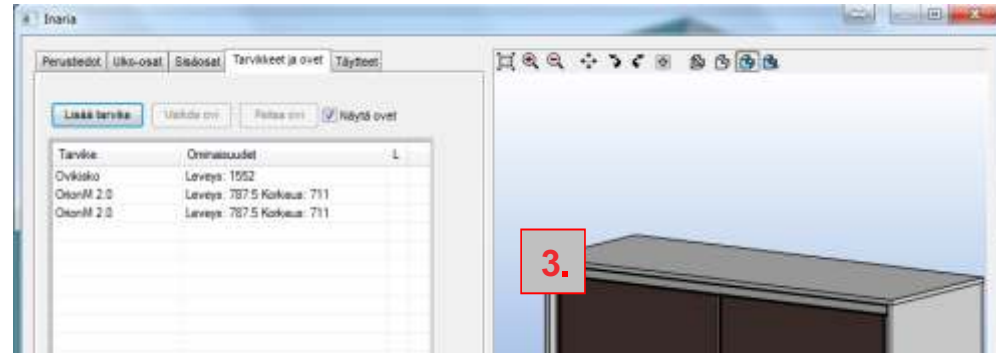 Inaria
Perustiedot Ulko-osat Sisäosat Tarvikkeet ja ovet Täytteet
Lisää tarvike Vaihda ovi Poista ovi Näytä ovet
Tarvike Ominaisuudet L
Ovikisko Leveys: 1552
OrionM 2.0 Leveys: 787.5 Korkeus: 711
OrionM 2.0 Leveys: 787.5 Korkeus: 711
3.